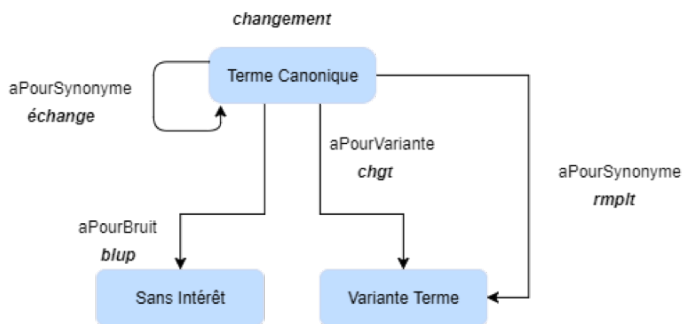 changement
Terme Canonique
aPourSynonyme
échange
aPourVariante
chgt
aPourSynonyme
rmplt
aPourBruit
blup
Sans Intérêt
Variante Terme